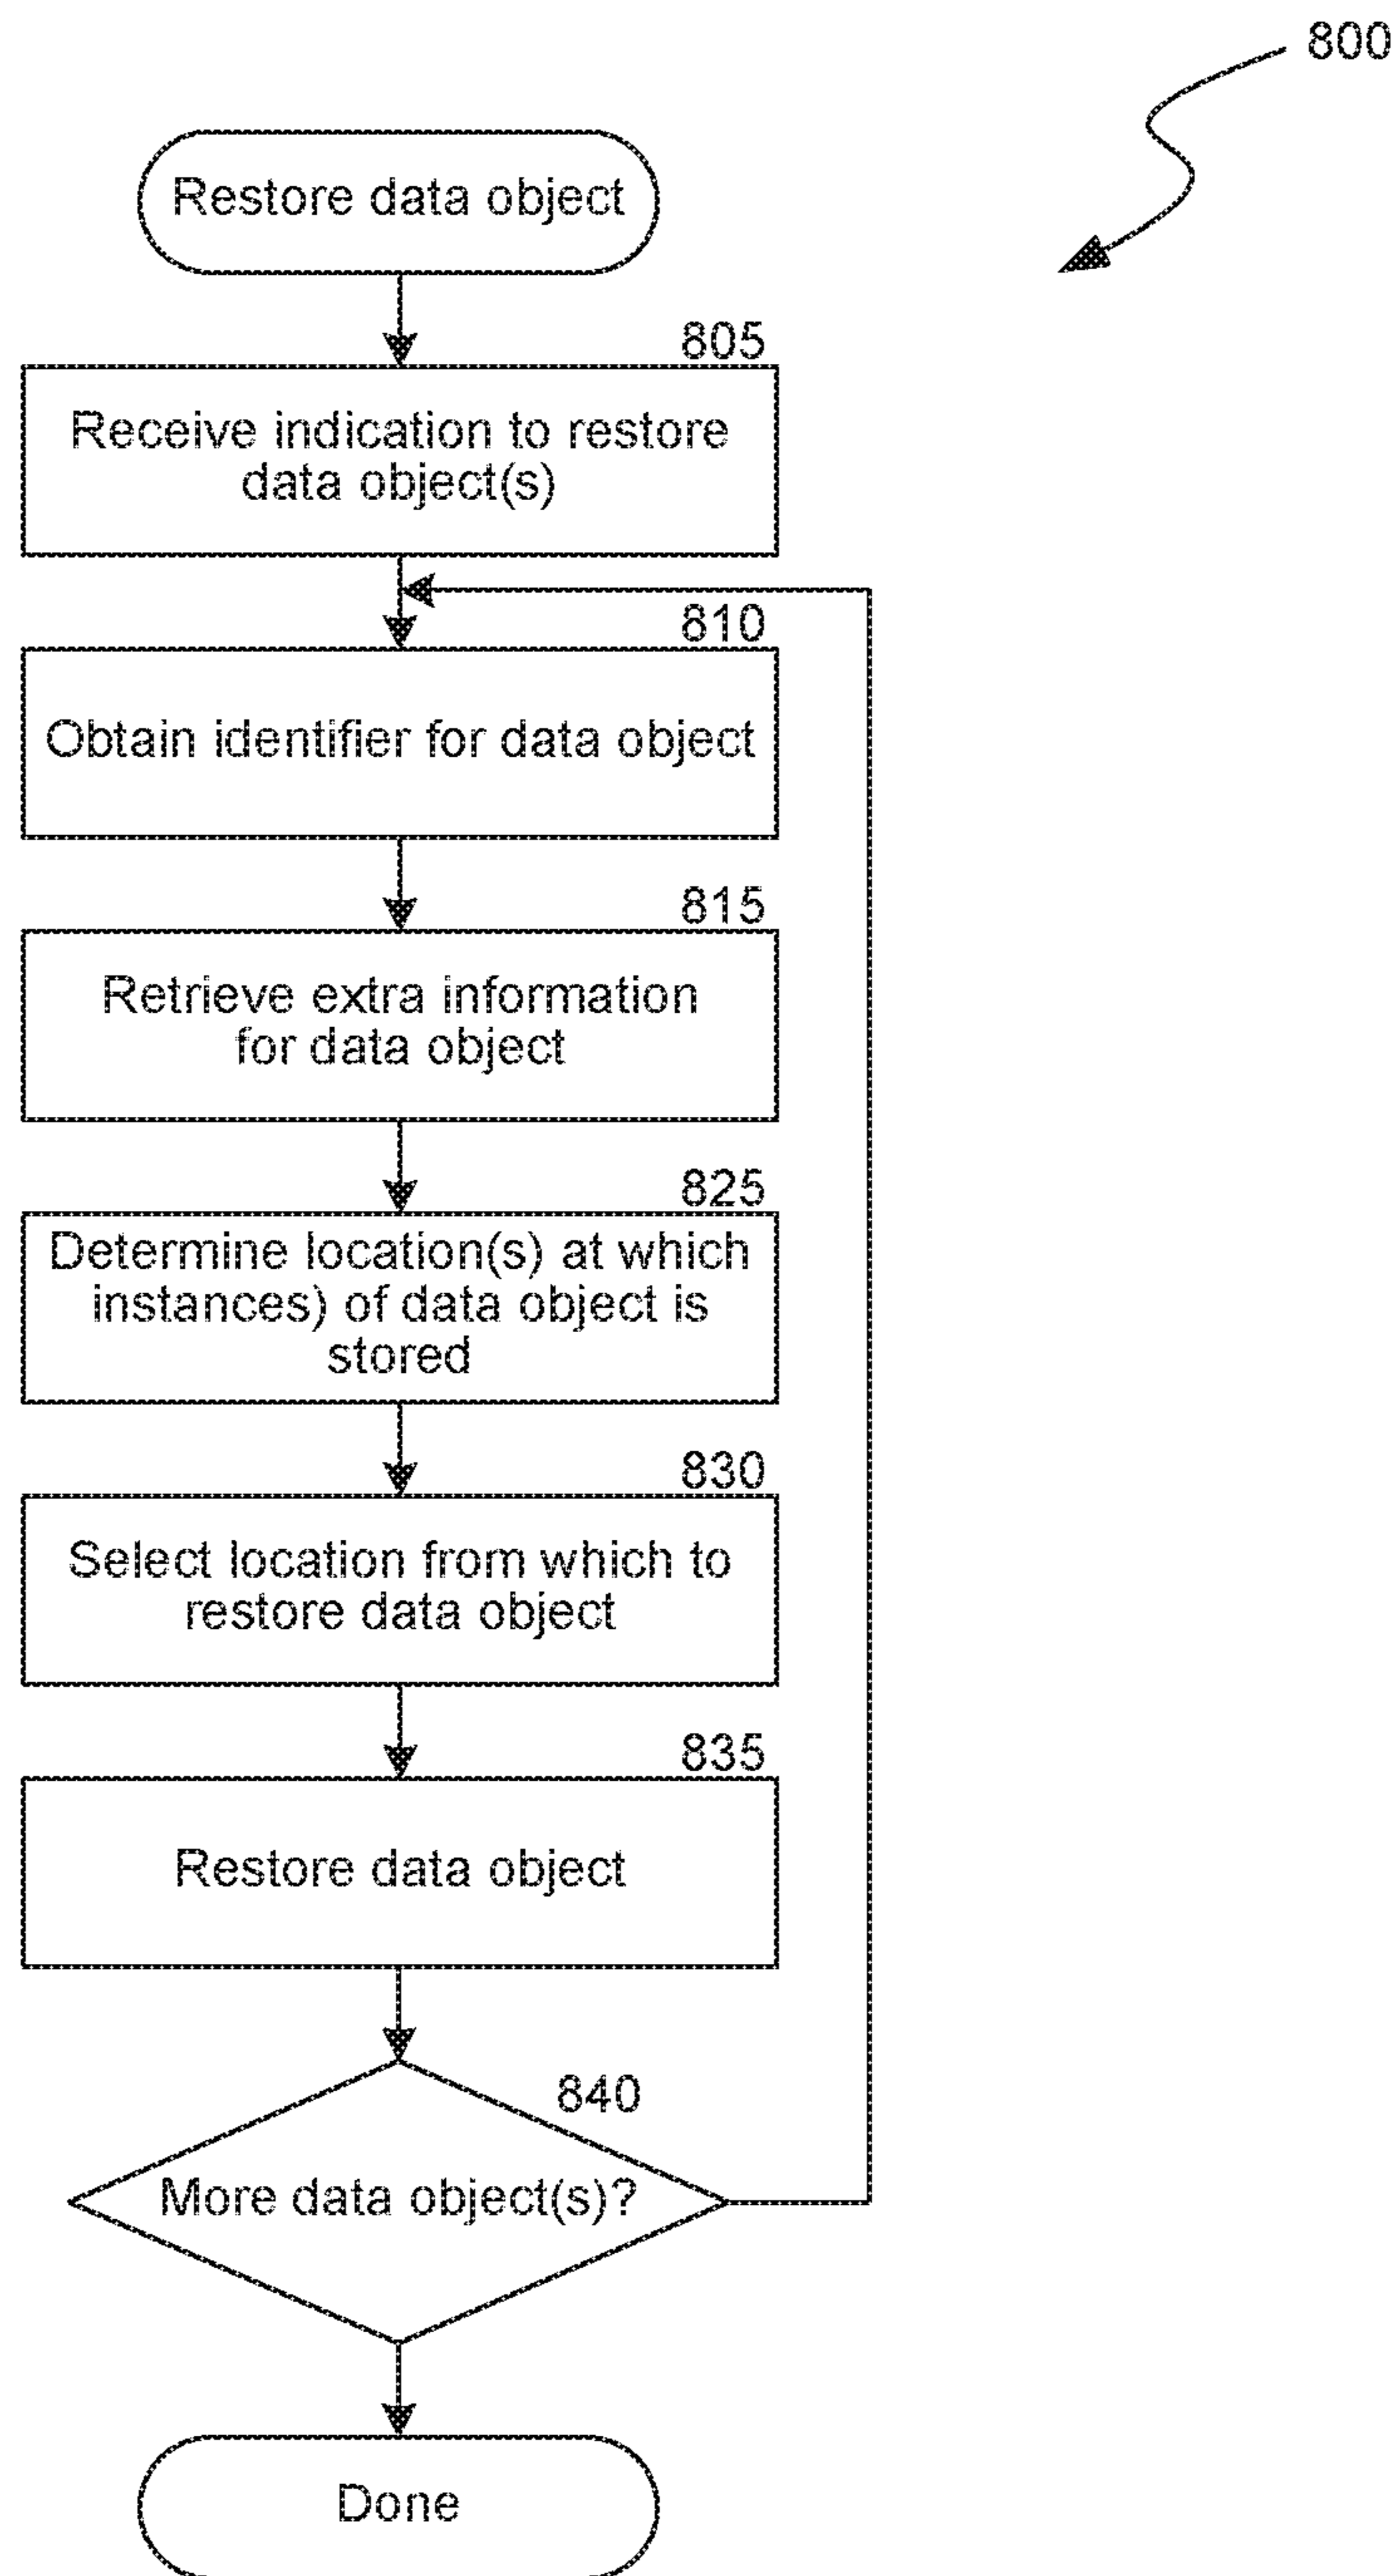 800
Restore data object
805
Receive indication to restore
data object(s)
810
Obtain identifier for data object
815
Retrieve extra information
for data object
825
Determine location(s) at which
instances) of data object is
stored
830
Select location from which to
restore data object
835
Restore data object
840
More data object(s)?
Done